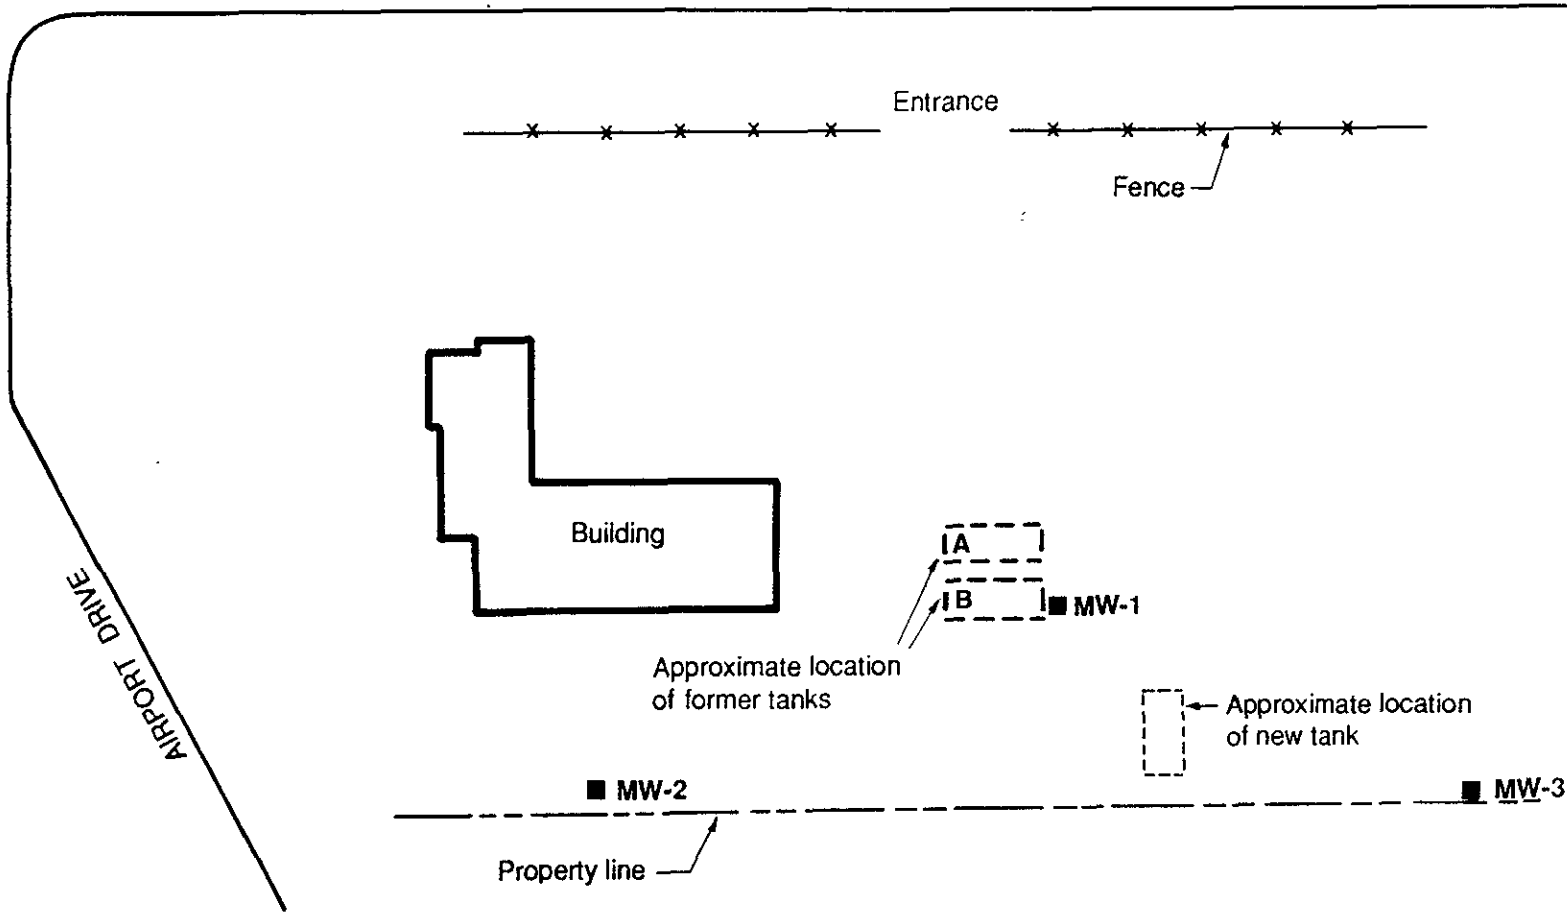 Entrance
Fence
Building
A
B
MW-1
Approximate location
of former tanks
Approximate location
of new tank
AIRPORT DRIVE
MW-2
MW-3
Property line